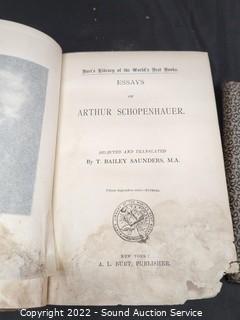 Burt's Library of the World's Best Books.
ESSAYS
OF
ARTHUR SCHOPENHAUER.
SELECTED AND TRANSLATED
By T. BAILEY SAUNDERS, M.A.
NEW YORK:
A. L. BURT, PUBLISHER.
Copyright 2022 - Sound Auction Service